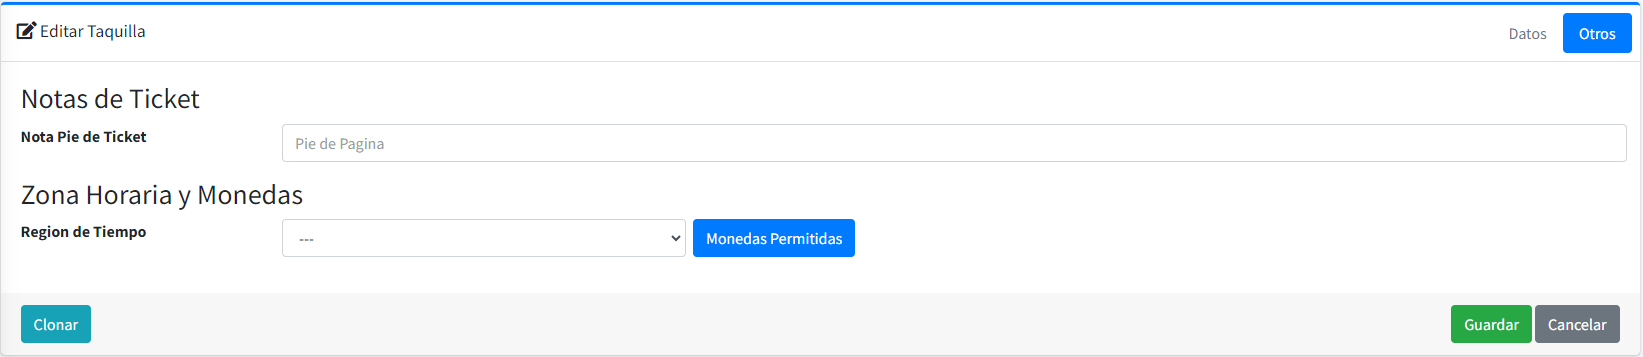 Editar Taquilla
Datos
Otros
Notas de Ticket
Nota Pie de Ticket
Pie de Pagina
Zona Horaria y Monedas
Region de Tiempo
---
Monedas Permitidas
Clonar
Guardar
Cancelar